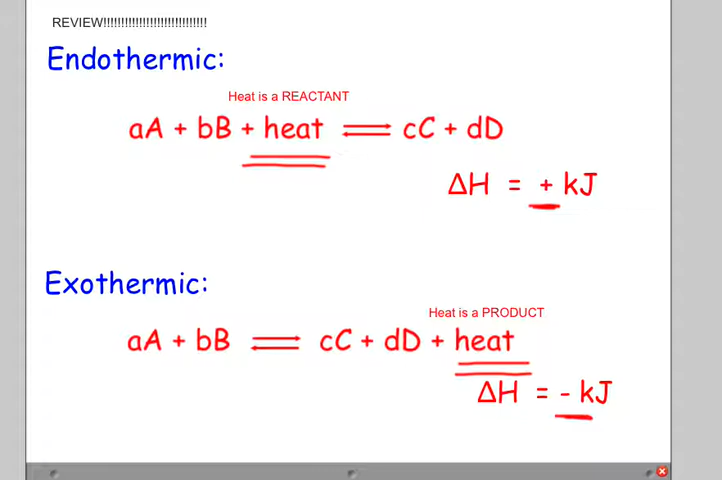 REVIEW!!!!!!!!!!!!!!!!!!!!!!!!!!!!!
Endothermic:
Heat is a REACTANT
aA + bB + heat ⇌ cC + dD
ΔH = + kJ
Exothermic:
Heat is a PRODUCT
aA + bB ⇌ cC + dD + heat
ΔH = - kJ